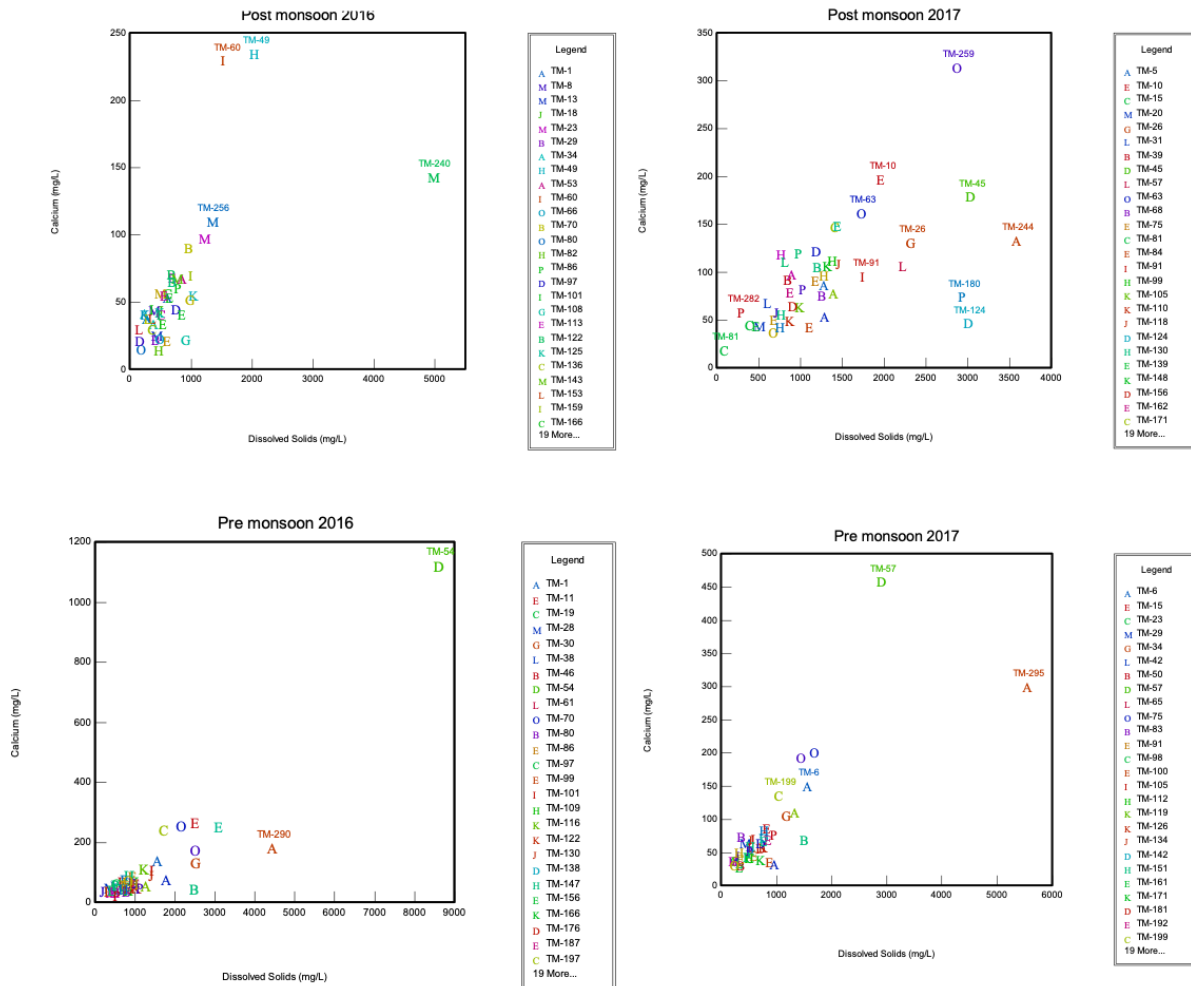 Post monsoon 2016
Calcium (mg/L)
250
200
150
100
50
0
0 1000 2000 3000 4000 5000
Dissolved Solids (mg/L)
TM-60
TM-49
TM-240
TM-256
Legend
A TM-1
M TM-8
M TM-13
J TM-18
M TM-23
B TM-29
A TM-34
H TM-49
A TM-53
I TM-60
O TM-66
B TM-70
O TM-80
H TM-82
P TM-86
D TM-97
I TM-101
G TM-108
E TM-113
B TM-122
K TM-125
C TM-136
M TM-143
L TM-153
I TM-159
C TM-166
19 More...
Post monsoon 2017
Calcium (mg/L)
350
300
250
200
150
100
50
0
0 500 1000 1500 2000 2500 3000 3500 4000
Dissolved Solids (mg/L)
TM-259
TM-10
TM-45
TM-63
TM-26
TM-244
TM-91
TM-180
TM-282
TM-124
TM-81
Legend
A TM-5
E TM-10
C TM-15
M TM-20
G TM-26
L TM-31
B TM-39
D TM-45
L TM-57
O TM-63
B TM-68
E TM-75
C TM-81
E TM-84
I TM-91
H TM-99
K TM-105
K TM-110
J TM-118
D TM-124
H TM-130
E TM-139
K TM-148
D TM-156
E TM-162
C TM-171
19 More...
Pre monsoon 2016
Calcium (mg/L)
1200
1000
800
600
400
200
0
0 1000 2000 3000 4000 5000 6000 7000 8000 9000
Dissolved Solids (mg/L)
TM-54
TM-290
Legend
A TM-1
E TM-11
C TM-19
M TM-28
G TM-30
L TM-38
B TM-46
D TM-54
L TM-61
O TM-70
B TM-80
E TM-86
C TM-97
E TM-99
I TM-101
H TM-109
K TM-116
K TM-122
J TM-130
D TM-138
H TM-147
E TM-156
K TM-166
D TM-176
E TM-187
C TM-197
19 More...
Pre monsoon 2017
Calcium (mg/L)
500
450
400
350
300
250
200
150
100
50
0
0 1000 2000 3000 4000 5000 6000
Dissolved Solids (mg/L)
TM-57
TM-295
TM-6
TM-199
Legend
A TM-6
E TM-15
C TM-23
M TM-29
G TM-34
L TM-42
B TM-50
D TM-57
L TM-65
O TM-75
B TM-83
E TM-91
C TM-98
E TM-100
I TM-105
H TM-112
K TM-119
K TM-126
J TM-134
D TM-142
H TM-151
E TM-161
K TM-171
D TM-181
E TM-192
C TM-199
19 More...